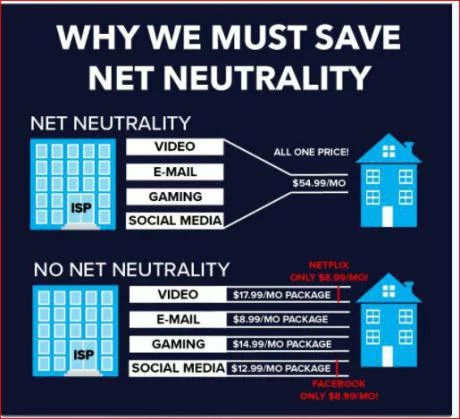 WHY WE MUST SAVE
NET NEUTRALITY
NET NEUTRALITY
VIDEO
E-MAIL
GAMING
SOCIAL MEDIA
ISP
ALL ONE PRICE!
$54.99/MO
NO NET NEUTRALITY
NETFLIX
ONLY $8.99/MO!
VIDEO $17.99/MO PACKAGE
E-MAIL $8.99/MO PACKAGE
GAMING $14.99/MO PACKAGE
ISP
SOCIAL MEDIA $12.99/MO PACKAGE
FACEBOOK
ONLY $8.99/MO!